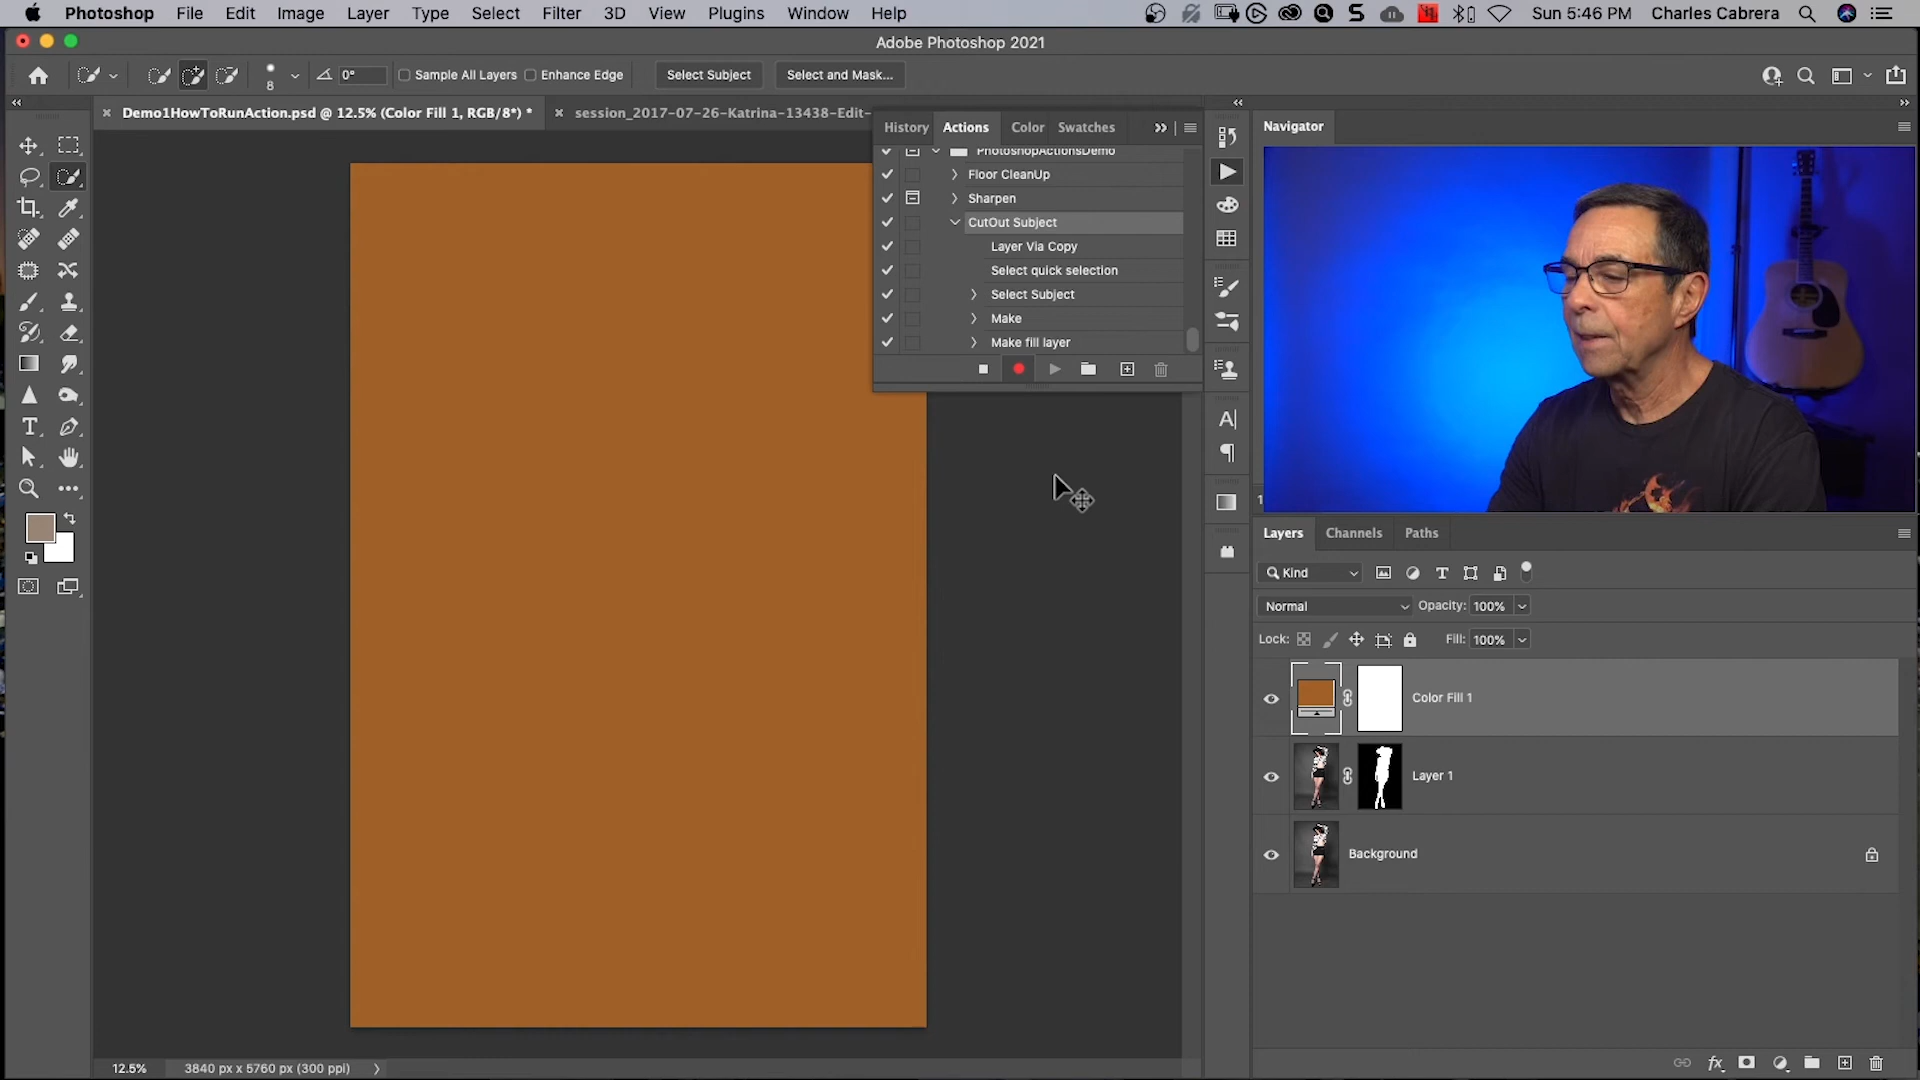 Photoshop File Edit Image Layer Type Select Filter 3D View Plugins Window Help Sun 5:46 PM Charles Cabrera
Adobe Photoshop 2021
8 0° Sample All Layers Enhance Edge Select Subject Select and Mask...
Demo1HowToRunAction.psd @ 12.5% (Color Fill 1, RGB/8*) * session_2017-07-26-Katrina-13438-Edit-
History Actions Color Swatches
Navigator
PhotoshopActionsDemo
Floor CleanUp
Sharpen
CutOut Subject
Layer Via Copy
Select quick selection
Select Subject
Make
Make fill layer
Layers Channels Paths
Kind
Normal Opacity: 100%
Lock: Fill: 100%
Color Fill 1
Layer 1
Background
12.5% 3840 px x 5760 px (300 ppi)